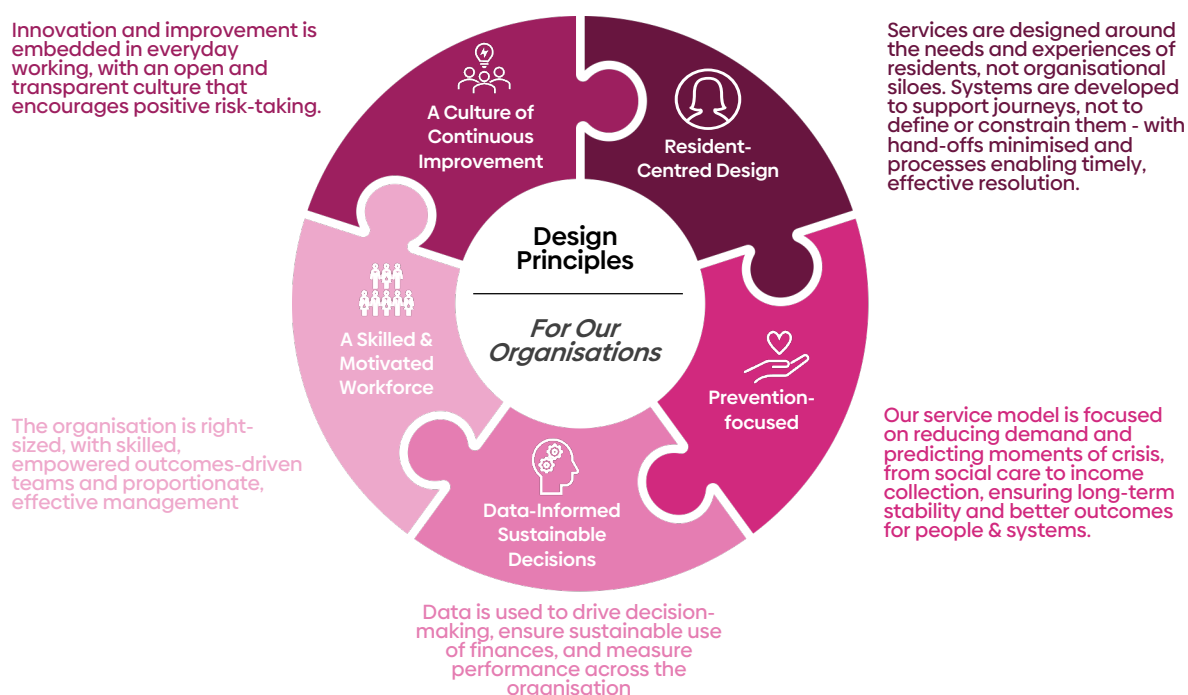 Innovation and improvement is
embedded in everyday
working, with an open and
transparent culture that
encourages positive risk-taking.
A Culture of
Continuous
Improvement
Resident-
Centred Design
Services are designed around
the needs and experiences of
residents, not organisational
siloes. Systems are developed
to support journeys, not to
define or constrain them - with
hand-offs minimised and
processes enabling timely,
effective resolution.
Design
Principles
For Our
Organisations
A Skilled &
Motivated
Workforce
Prevention-
focused
The organisation is right-
sized, with skilled,
empowered outcomes-driven
teams and proportionate,
effective management
Our service model is focused
on reducing demand and
predicting moments of crisis,
from social care to income
collection, ensuring long-term
stability and better outcomes
for people & systems.
Data-Informed
Sustainable
Decisions
Data is used to drive decision-
making, ensure sustainable use
of finances, and measure
performance across the
organisation